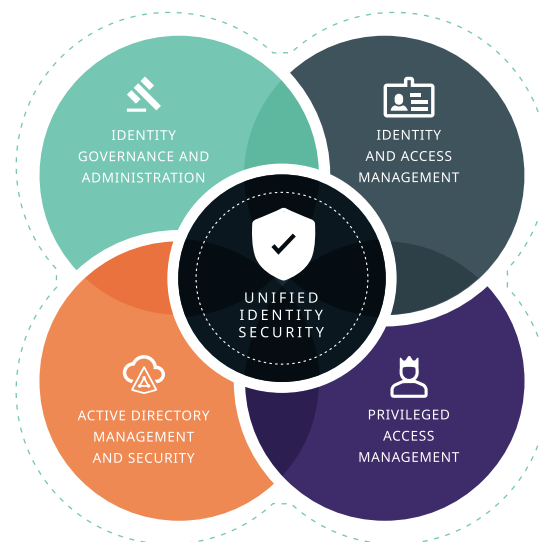 IDENTITY
GOVERNANCE AND
ADMINISTRATION
IDENTITY
AND ACCESS
MANAGEMENT
UNIFIED
IDENTITY
SECURITY
ACTIVE DIRECTORY
MANAGEMENT
AND SECURITY
PRIVILEGED
ACCESS
MANAGEMENT